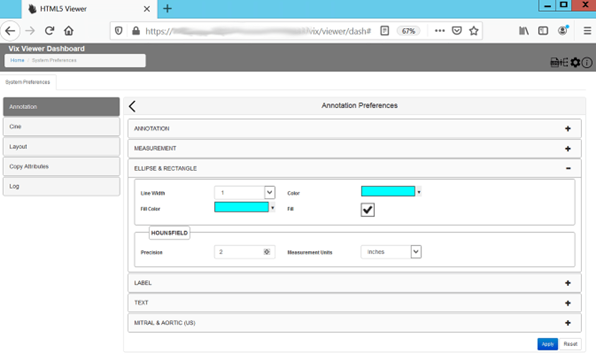 HTML5 Viewer
https:// vix/viewer/dash# 67%
Vix Viewer Dashboard
Home / System Preferences
System Preferences
Annotation
Cine
Layout
Copy Attributes
Log
Annotation Preferences
ANNOTATION
MEASUREMENT
ELLIPSE & RECTANGLE
Line Width 1 Color
Fill Color Fill
HOUNSFIELD
Precision 2 Measurement Units Inches
LABEL
TEXT
MITRAL & AORTIC (US)
Apply Reset